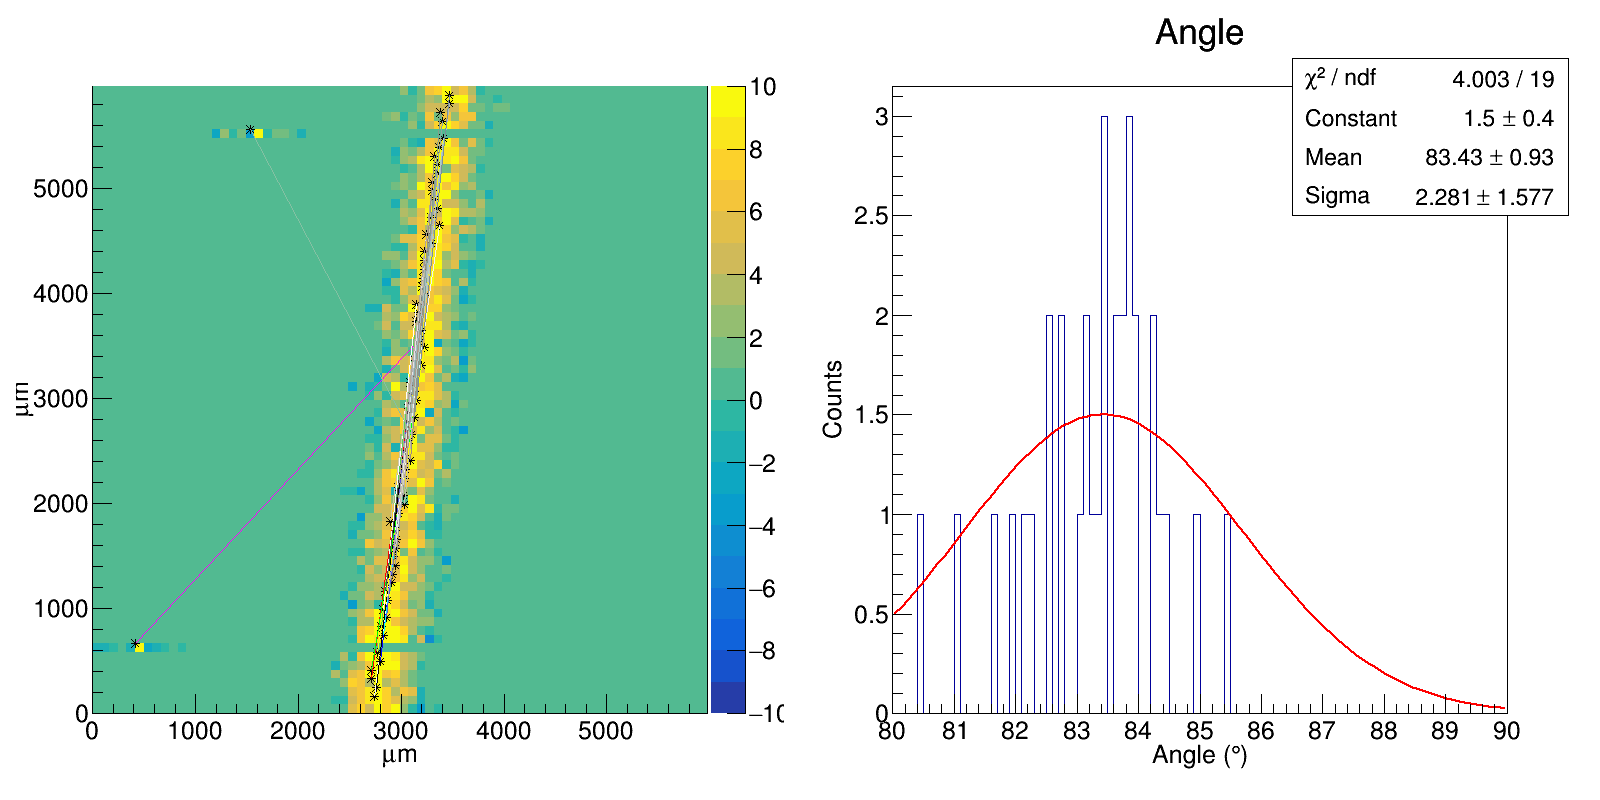 Angle
χ² / ndf 4.003 / 19
Constant 1.5 ± 0.4
Mean 83.43 ± 0.93
Sigma 2.281 ± 1.577
μm
5000
4000
3000
2000
1000
0
0 1000 2000 3000 4000 5000
μm
10
8
6
4
2
0
−2
−4
−6
−8
−10
Counts
3
2.5
2
1.5
1
0.5
0
80 81 82 83 84 85 86 87 88 89 90
Angle (°)